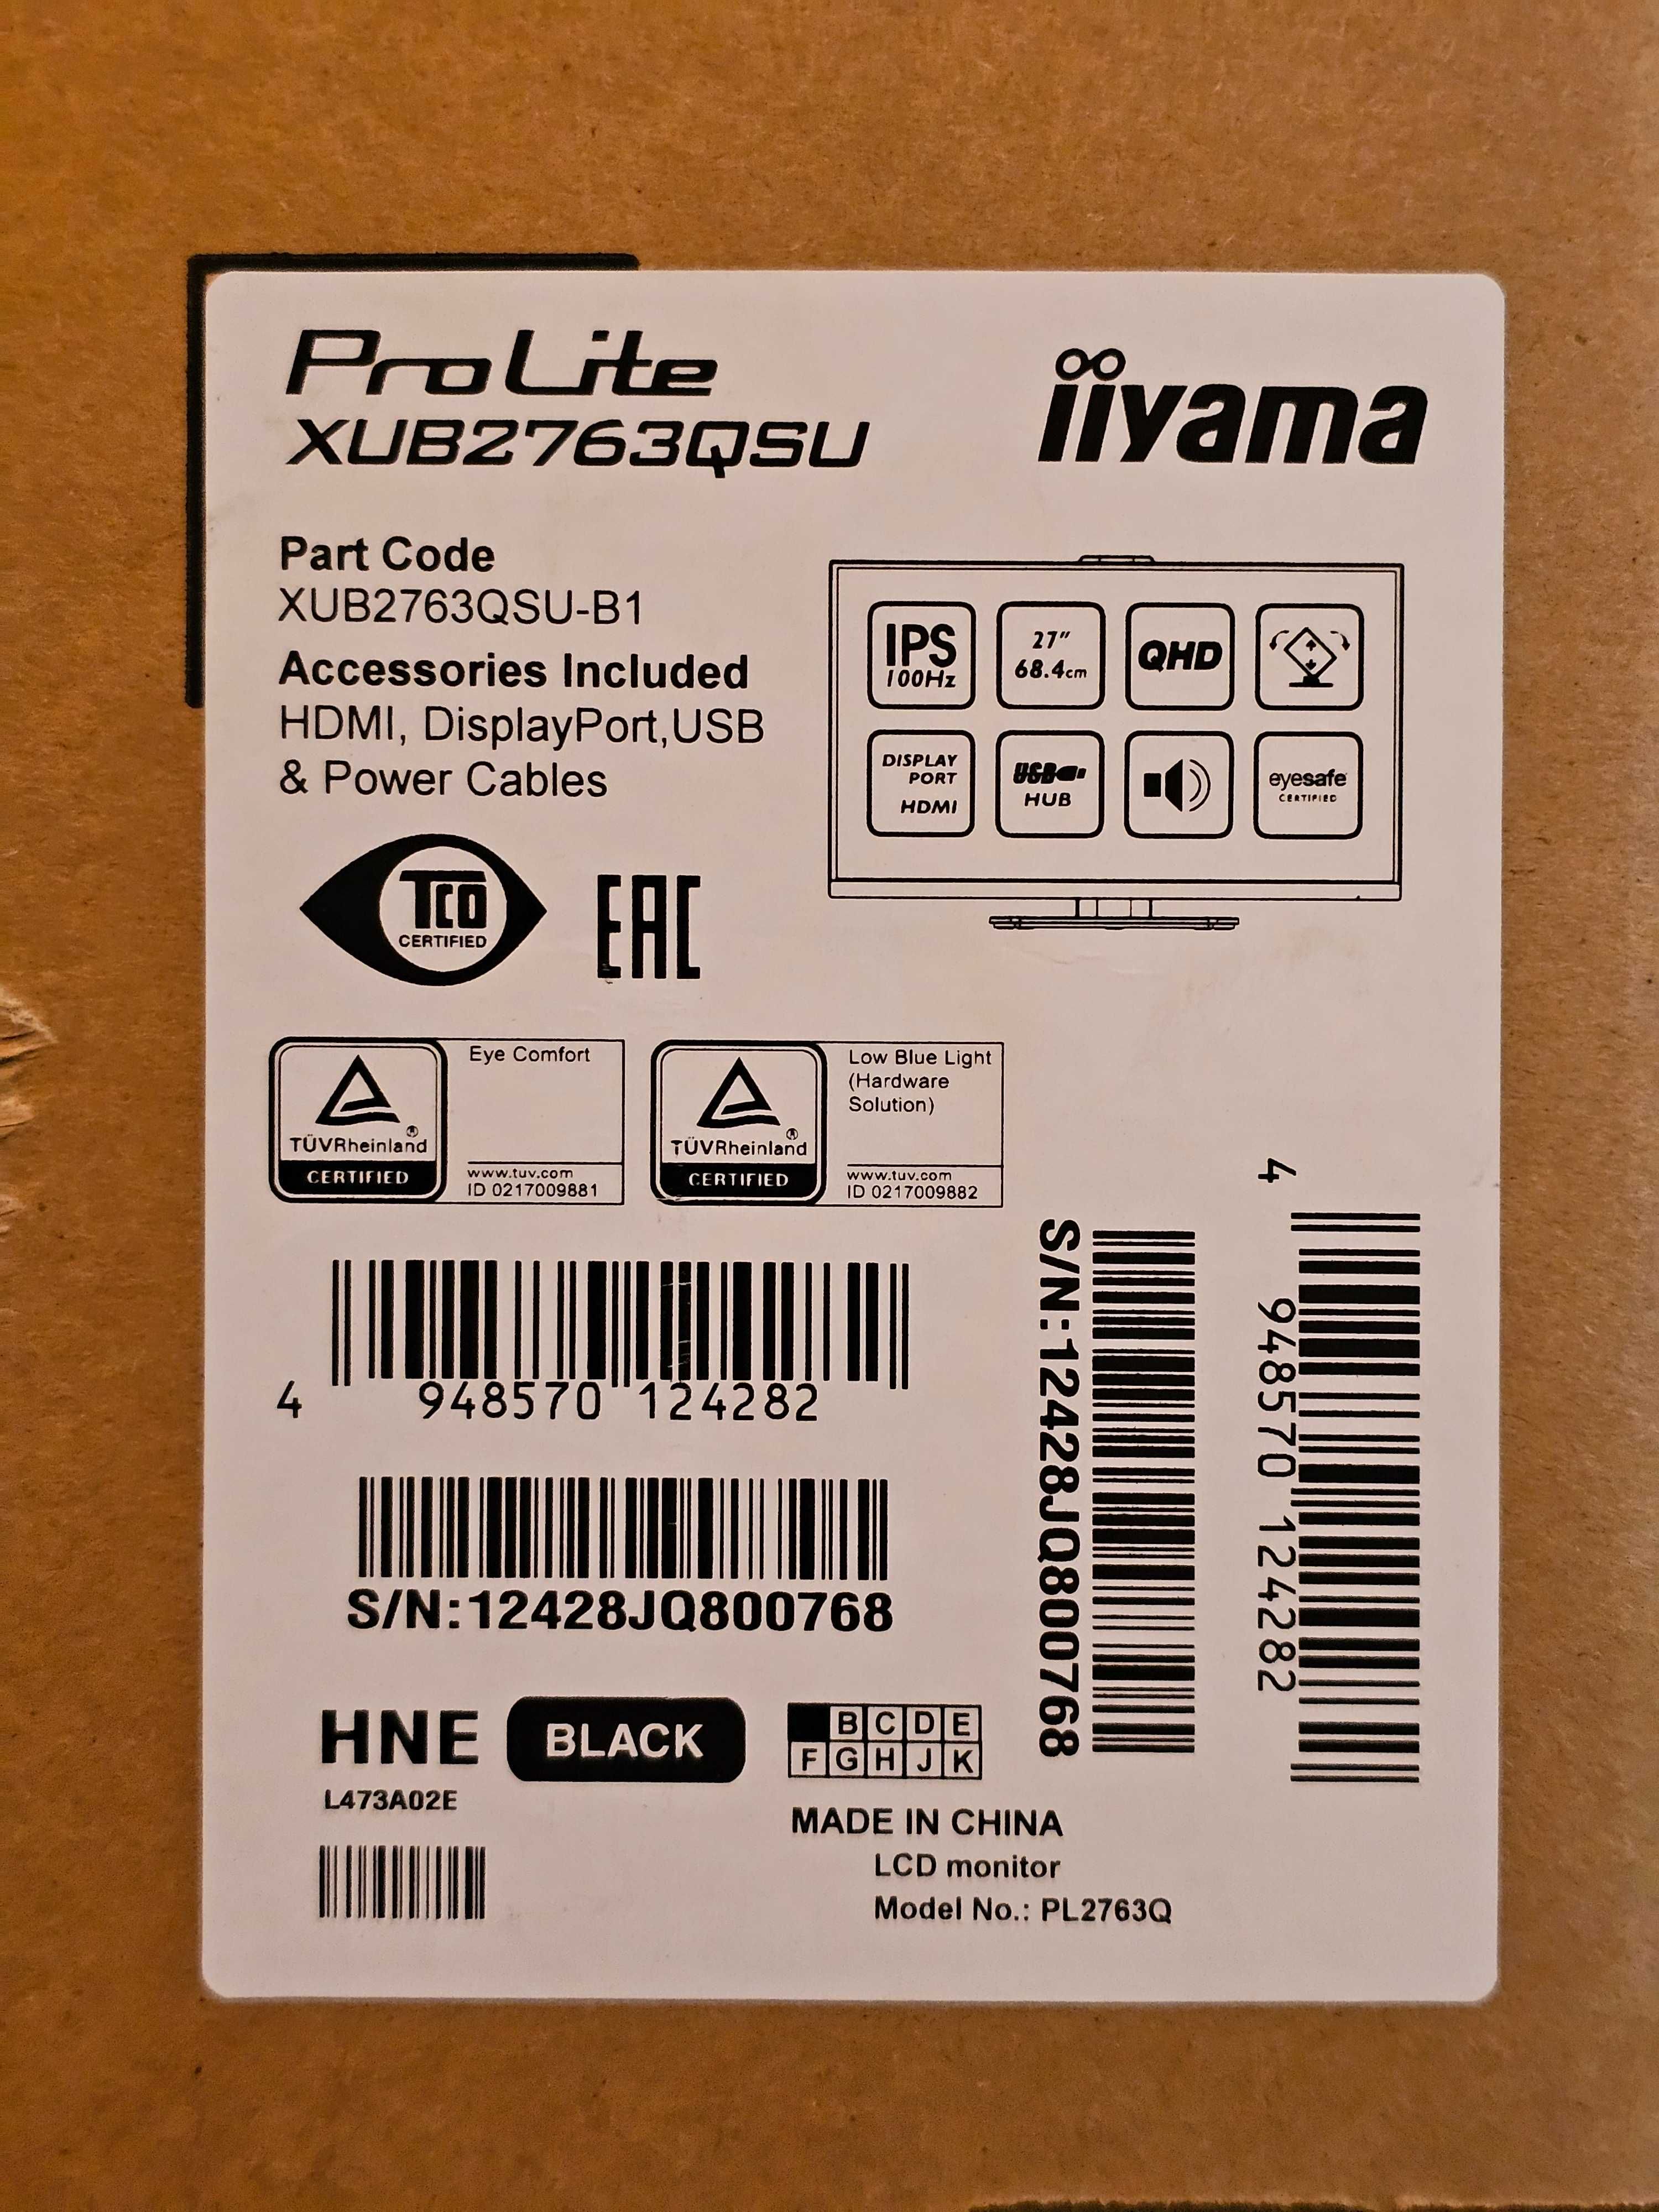 ProLite
XUB2763QSU
iiyama
Part Code
XUB2763QSU-B1
Accessories Included
HDMI, DisplayPort,USB
& Power Cables
IPS
100Hz
27"
68.4cm
QHD
DISPLAY
PORT
HDMI
USB
HUB
eyesafe
CERTIFIED
TCO
CERTIFIED
EAC
TÜVRheinland®
CERTIFIED
Eye Comfort
www.tuv.com
ID 0217009881
TÜVRheinland®
CERTIFIED
Low Blue Light
(Hardware
Solution)
www.tuv.com
ID 0217009882
4 948570 124282
S/N:12428JQ800768
S/N:12428JQ800768
4 948570 124282
HNE
BLACK
B C D E
F G H J K
L473A02E
MADE IN CHINA
LCD monitor
Model No.: PL2763Q